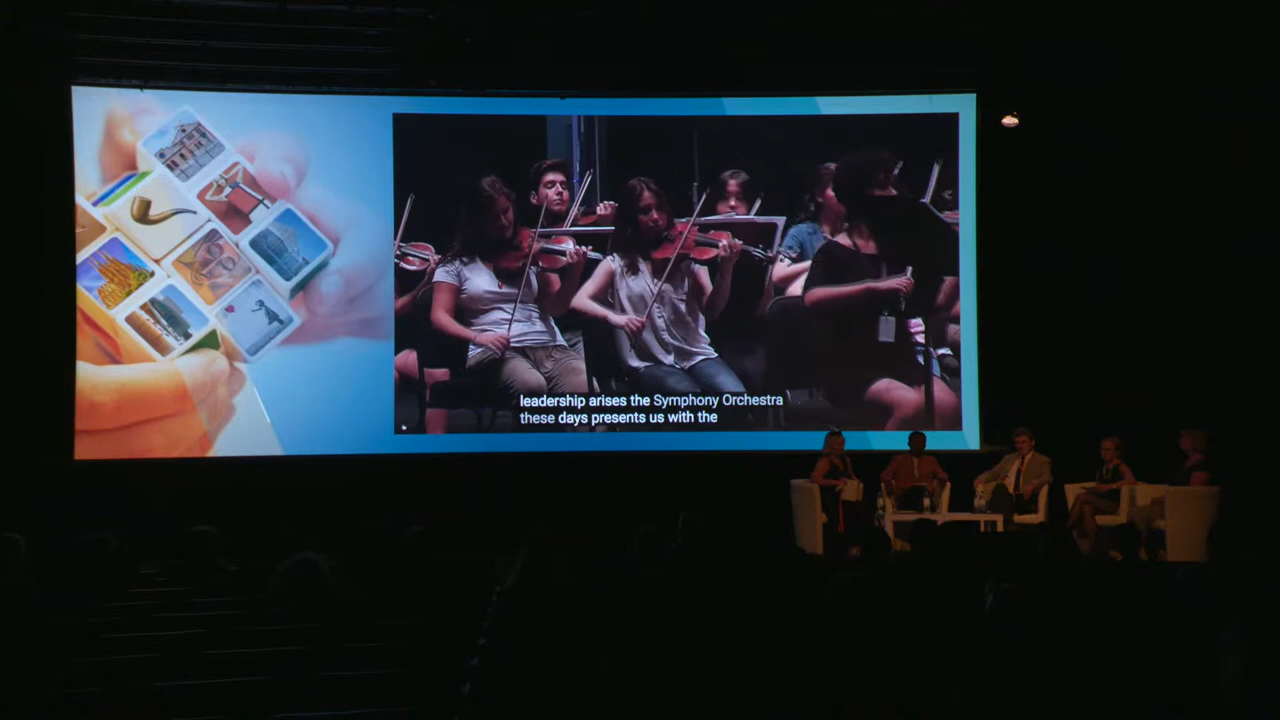 leadership arises the Symphony Orchestra
these days presents us with the